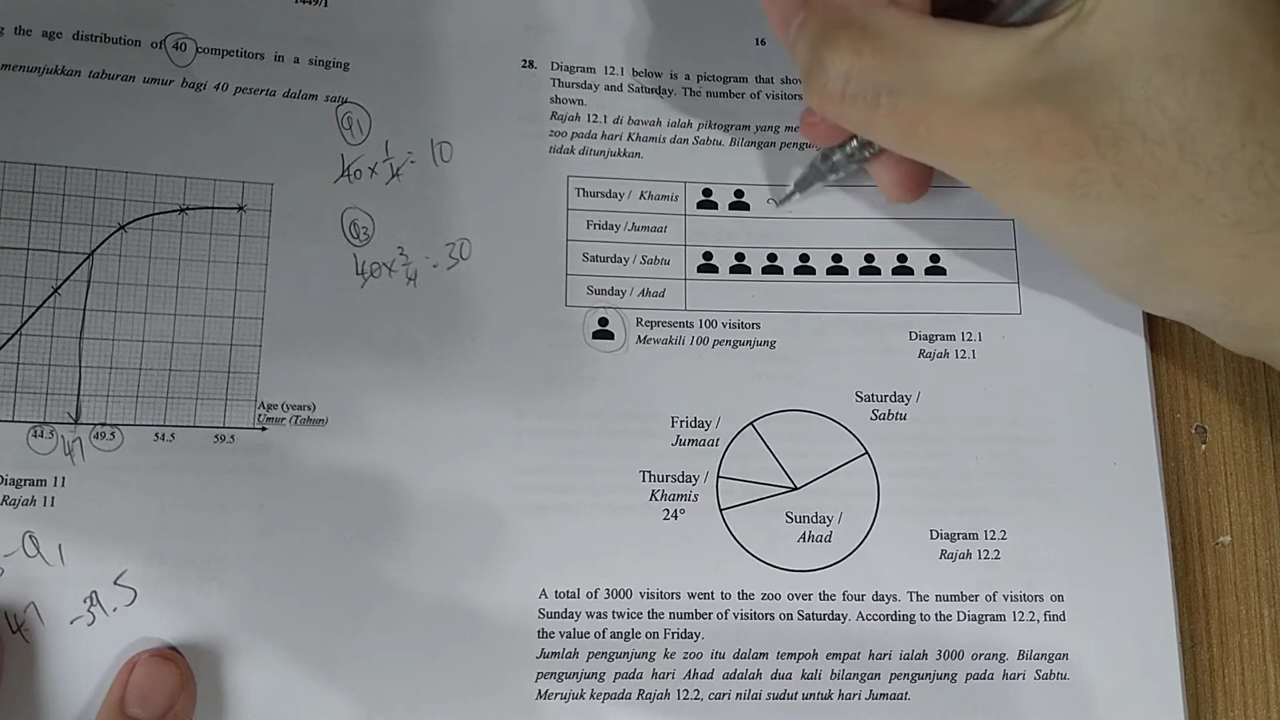 1449/1
the age distribution of 40 competitors in a singing
menunjukkan taburan umur bagi 40 peserta dalam satu
Q1
40 × 1/4 = 10
Q3
40 × 3/4 = 30
Age (years)
Umur (Tahun)
44.5 49.5 54.5 59.5
47
Diagram 11
Rajah 11
- Q1
47 - 39.5
16
28. Diagram 12.1 below is a pictogram that
Thursday and Saturday. The number of visitors
shown.
Rajah 12.1 di bawah ialah piktogram yang
zoo pada hari Khamis dan Sabtu. Bilangan
tidak ditunjukkan.
Thursday / Khamis
Friday /Jumaat
Saturday / Sabtu
Sunday / Ahad
Represents 100 visitors
Mewakili 100 pengunjung
Diagram 12.1
Rajah 12.1
Saturday /
Sabtu
Friday /
Jumaat
Thursday /
Khamis
24°
Sunday /
Ahad
Diagram 12.2
Rajah 12.2
A total of 3000 visitors went to the zoo over the four days. The number of visitors on
Sunday was twice the number of visitors on Saturday. According to the Diagram 12.2, find
the value of angle on Friday.
Jumlah pengunjung ke zoo itu dalam tempoh empat hari ialah 3000 orang. Bilangan
pengunjung pada hari Ahad adalah dua kali bilangan pengunjung pada hari Sabtu.
Merujuk kepada Rajah 12.2, cari nilai sudut untuk hari Jumaat.